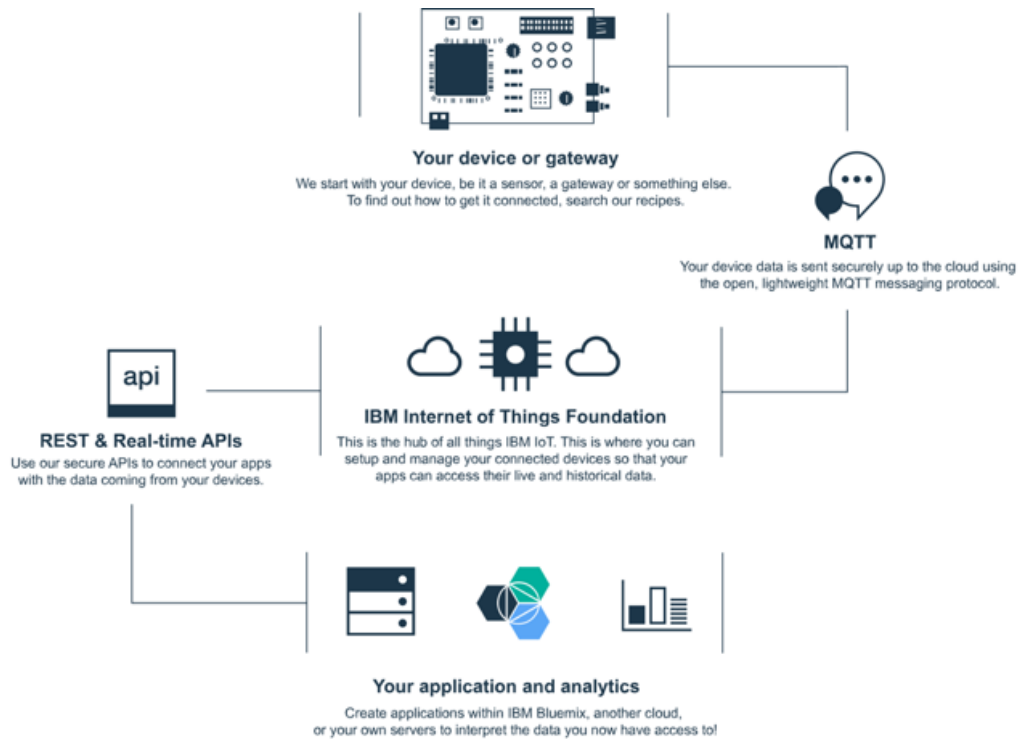 Your device or gateway
We start with your device, be it a sensor, a gateway or something else.
To find out how to get it connected, search our recipes.
MQTT
Your device data is sent securely up to the cloud using
the open, lightweight MQTT messaging protocol.
api
REST & Real-time APIs
Use our secure APIs to connect your apps
with the data coming from your devices.
IBM Internet of Things Foundation
This is the hub of all things IBM IoT. This is where you can
setup and manage your connected devices so that your
apps can access their live and historical data.
Your application and analytics
Create applications within IBM Bluemix, another cloud,
or your own servers to interpret the data you now have access to!